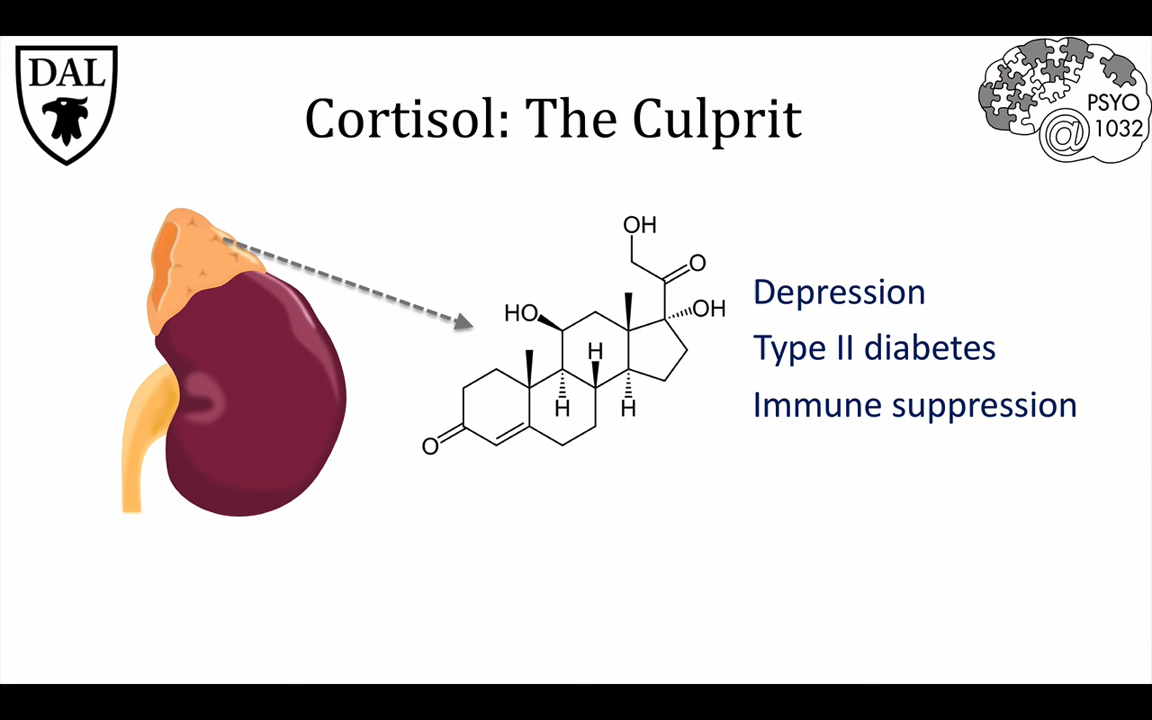 DAL
Cortisol: The Culprit
PSYO
@ 1032
OH
O
HO
OH
H
H
H
O
Depression
Type II diabetes
Immune suppression